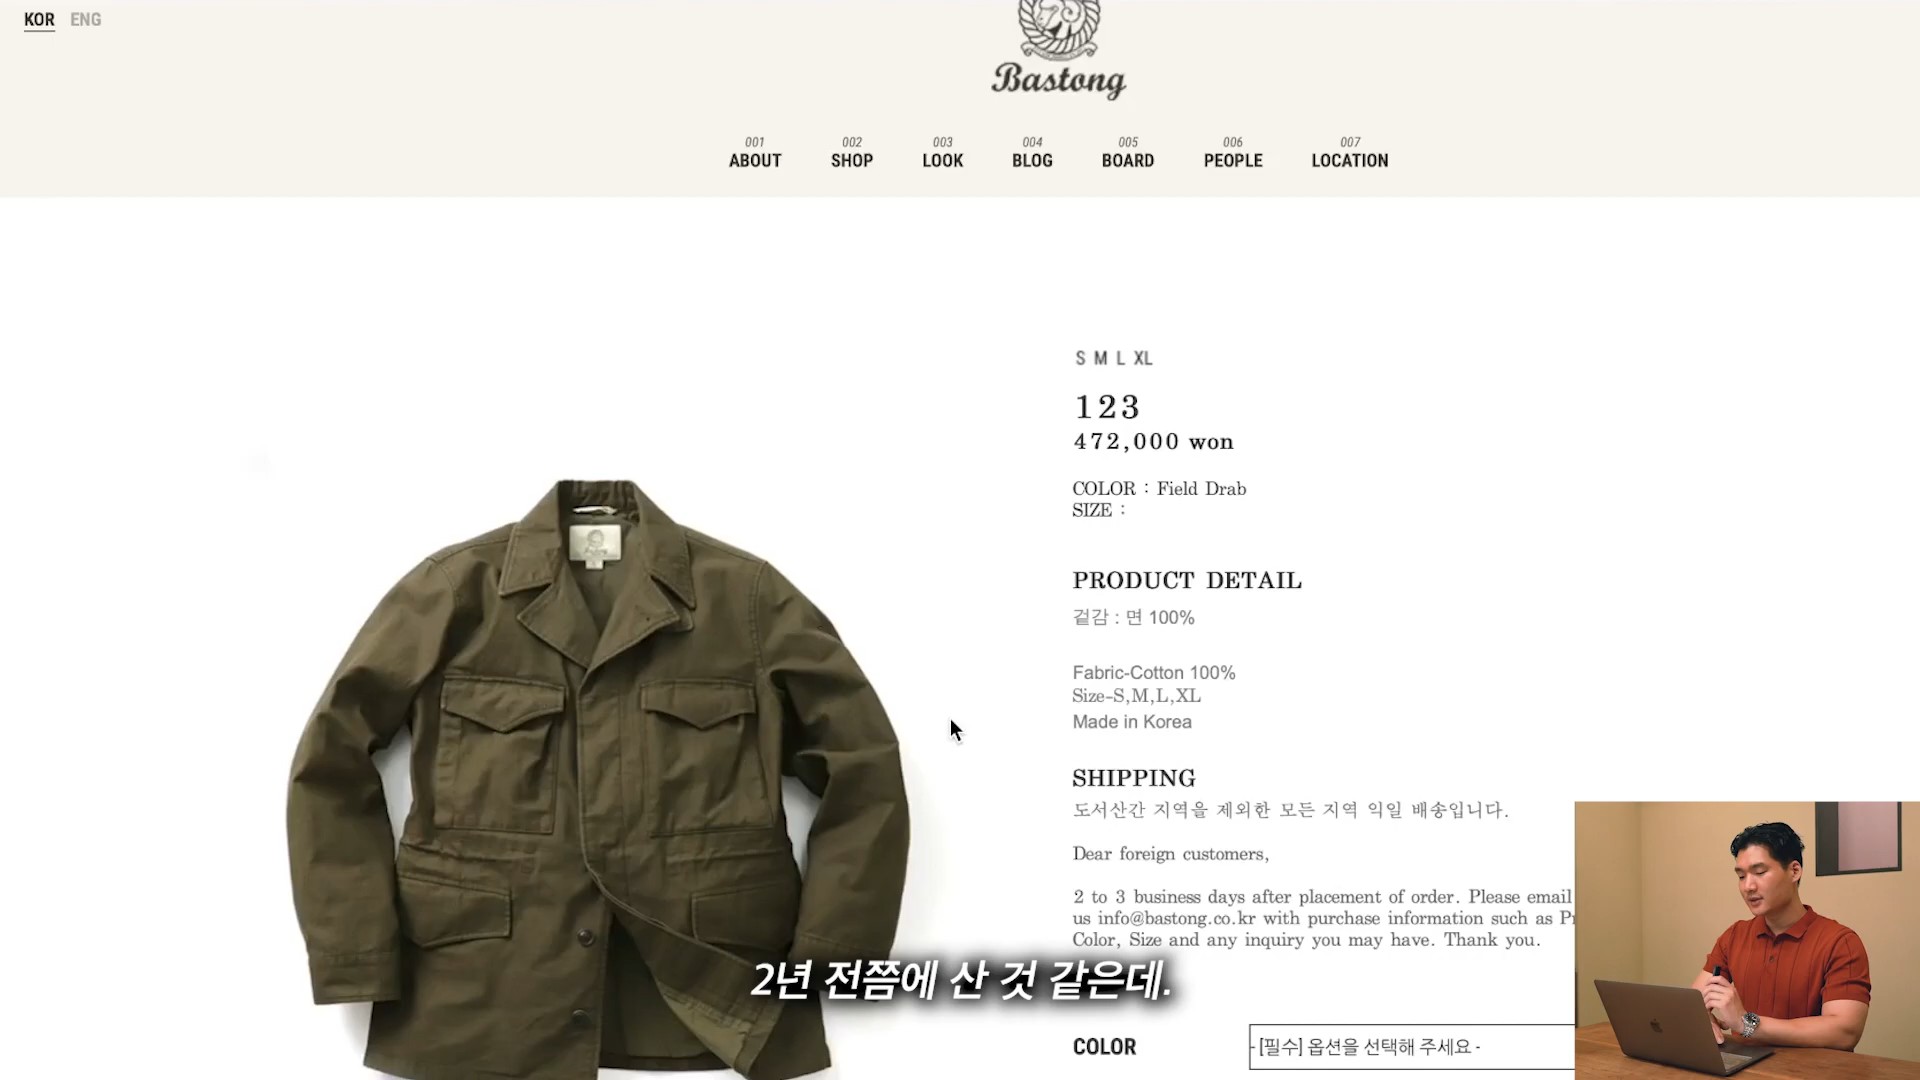 KOR ENG
Bastong
001 002 003 004 005 006 007
ABOUT SHOP LOOK BLOG BOARD PEOPLE LOCATION
S M L XL
123
472,000 won
COLOR : Field Drab
SIZE :
PRODUCT DETAIL
겉감 : 면 100%
Fabric-Cotton 100%
Size-S,M,L,XL
Made in Korea
SHIPPING
도서산간 지역을 제외한 모든 지역 익일 배송입니다.
Dear foreign customers,
2 to 3 business days after placement of order. Please email
us info@bastong.co.kr with purchase information such as
Color, Size and any inquiry you may have. Thank you.
2년 전쯤에 산 것 같은데.
COLOR
- [필수] 옵션을 선택해 주세요 -